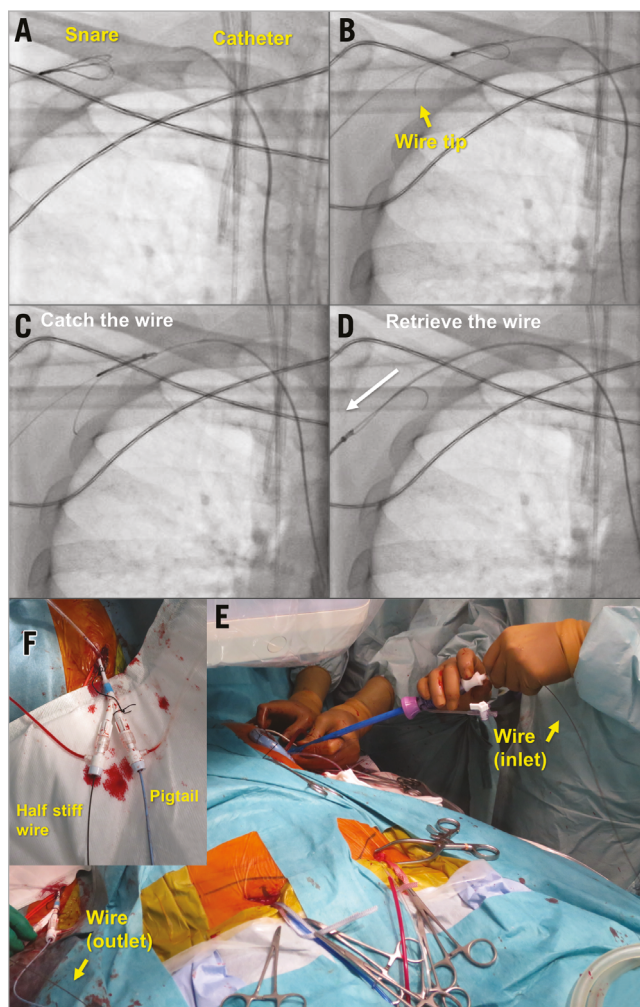 A
Snare
Catheter
B
Wire tip
C
Catch the wire
D
Retrieve the wire
F
Half stiff
wire
Pigtail
E
Wire
(inlet)
Wire
(outlet)